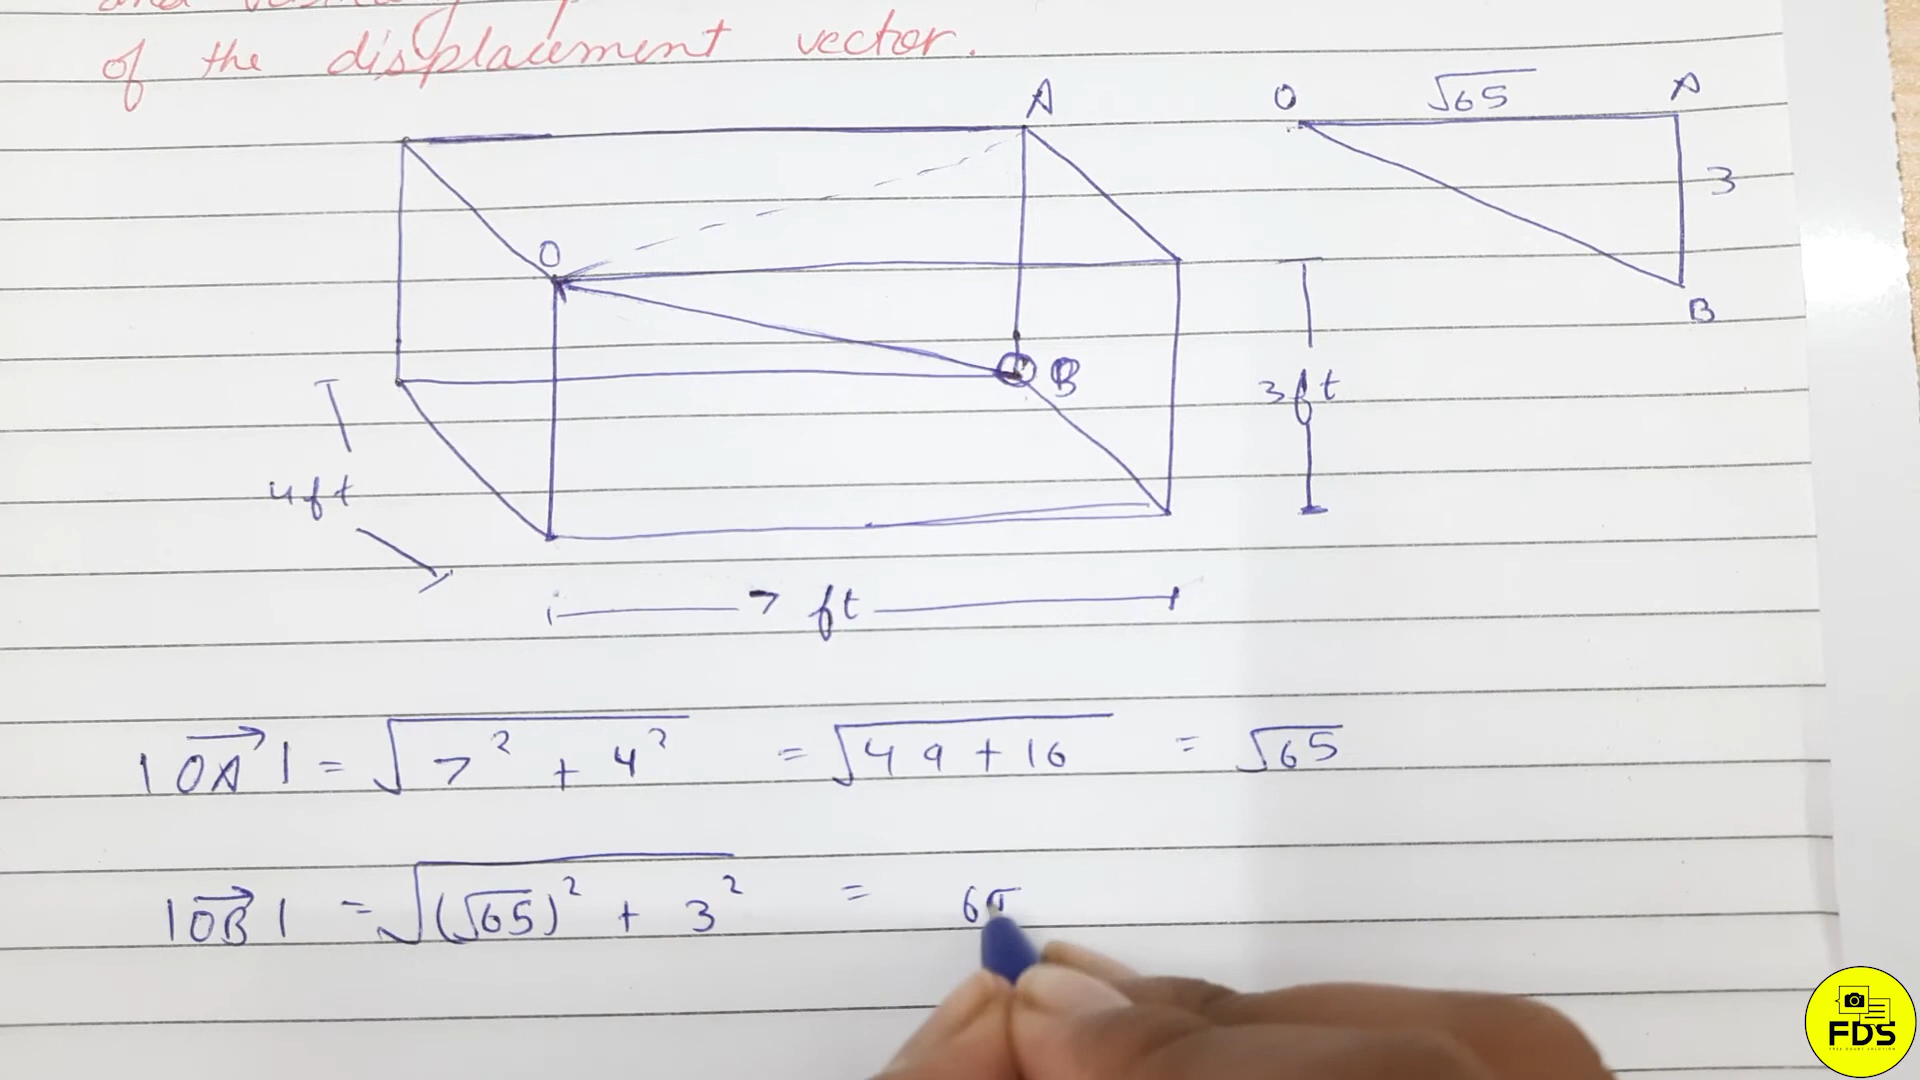 of the displacement vector.
A
O √65 A
3
O
B
B
3ft
4ft
7 ft
|OA| = √7² + 4² = √49 + 16 = √65
|OB| = √(√65)² + 3² = 65
FDS